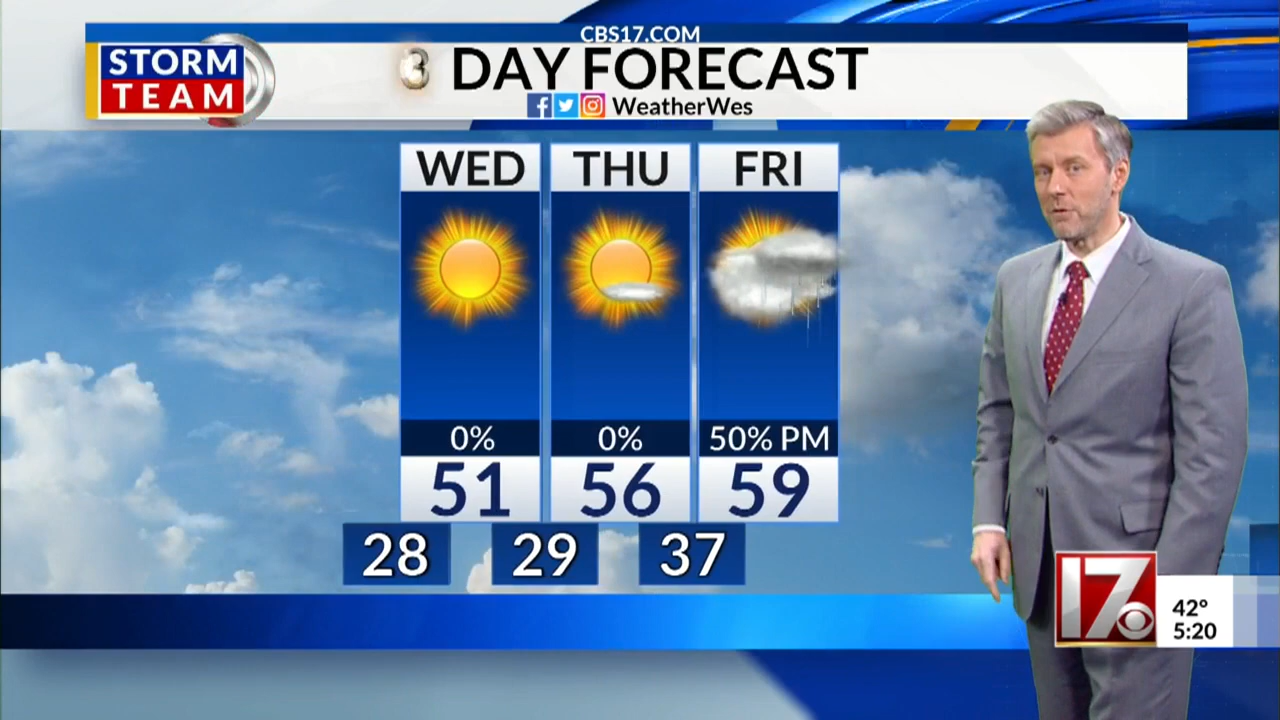 CBS17.COM
STORM
TEAM
3 DAY FORECAST
WeatherWes
WED THU FRI
0% 0% 50% PM
51 56 59
28 29 37
17
42°
5:20